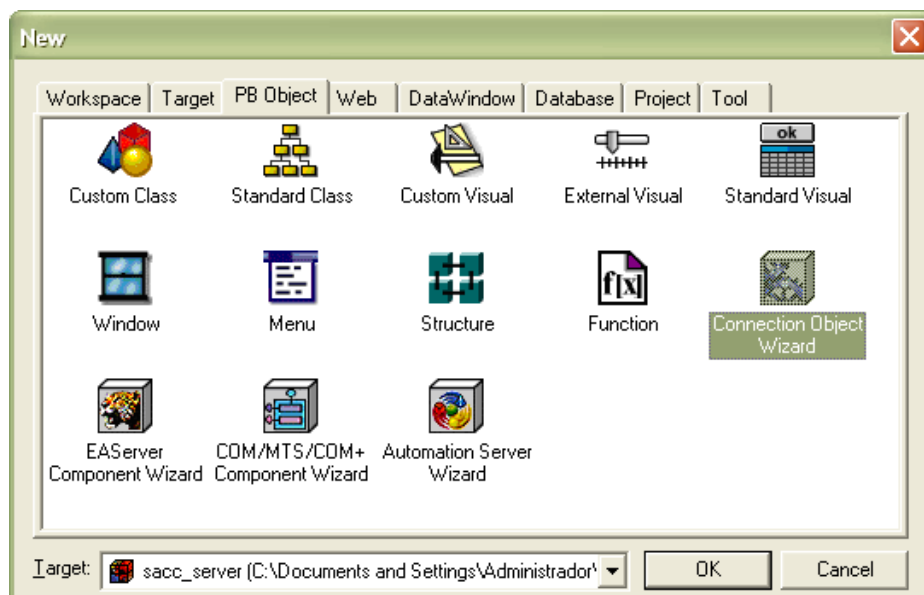 New
Workspace Target PB Object Web DataWindow Database Project Tool
ok
Custom Class Standard Class Custom Visual External Visual Standard Visual
f[x]
Window Menu Structure Function Connection Object
Wizard
EAServer COM/MTS/COM+ Automation Server
Component Wizard Component Wizard Wizard
Target: sacc_server (C:\Documents and Settings\Administrador\ OK Cancel